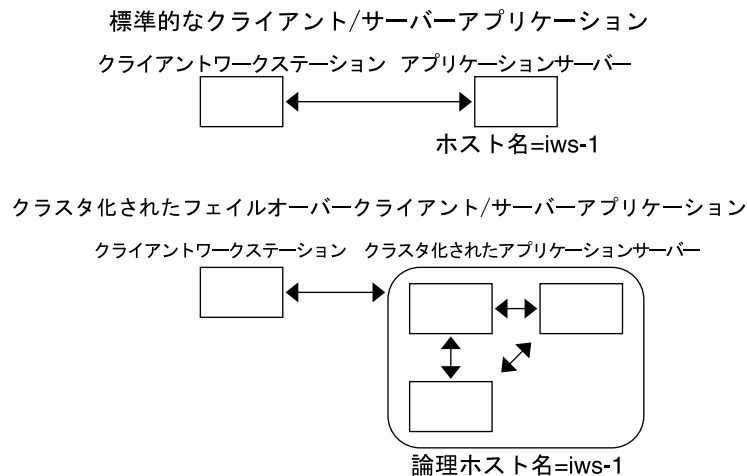 標準的なクライアント/サーバーアプリケーション
クライアントワークステーション アプリケーションサーバー
ホスト名=iws-1
クラスタ化されたフェイルオーバークライアント/サーバーアプリケーション
クライアントワークステーション クラスタ化されたアプリケーションサーバー
論理ホスト名=iws-1